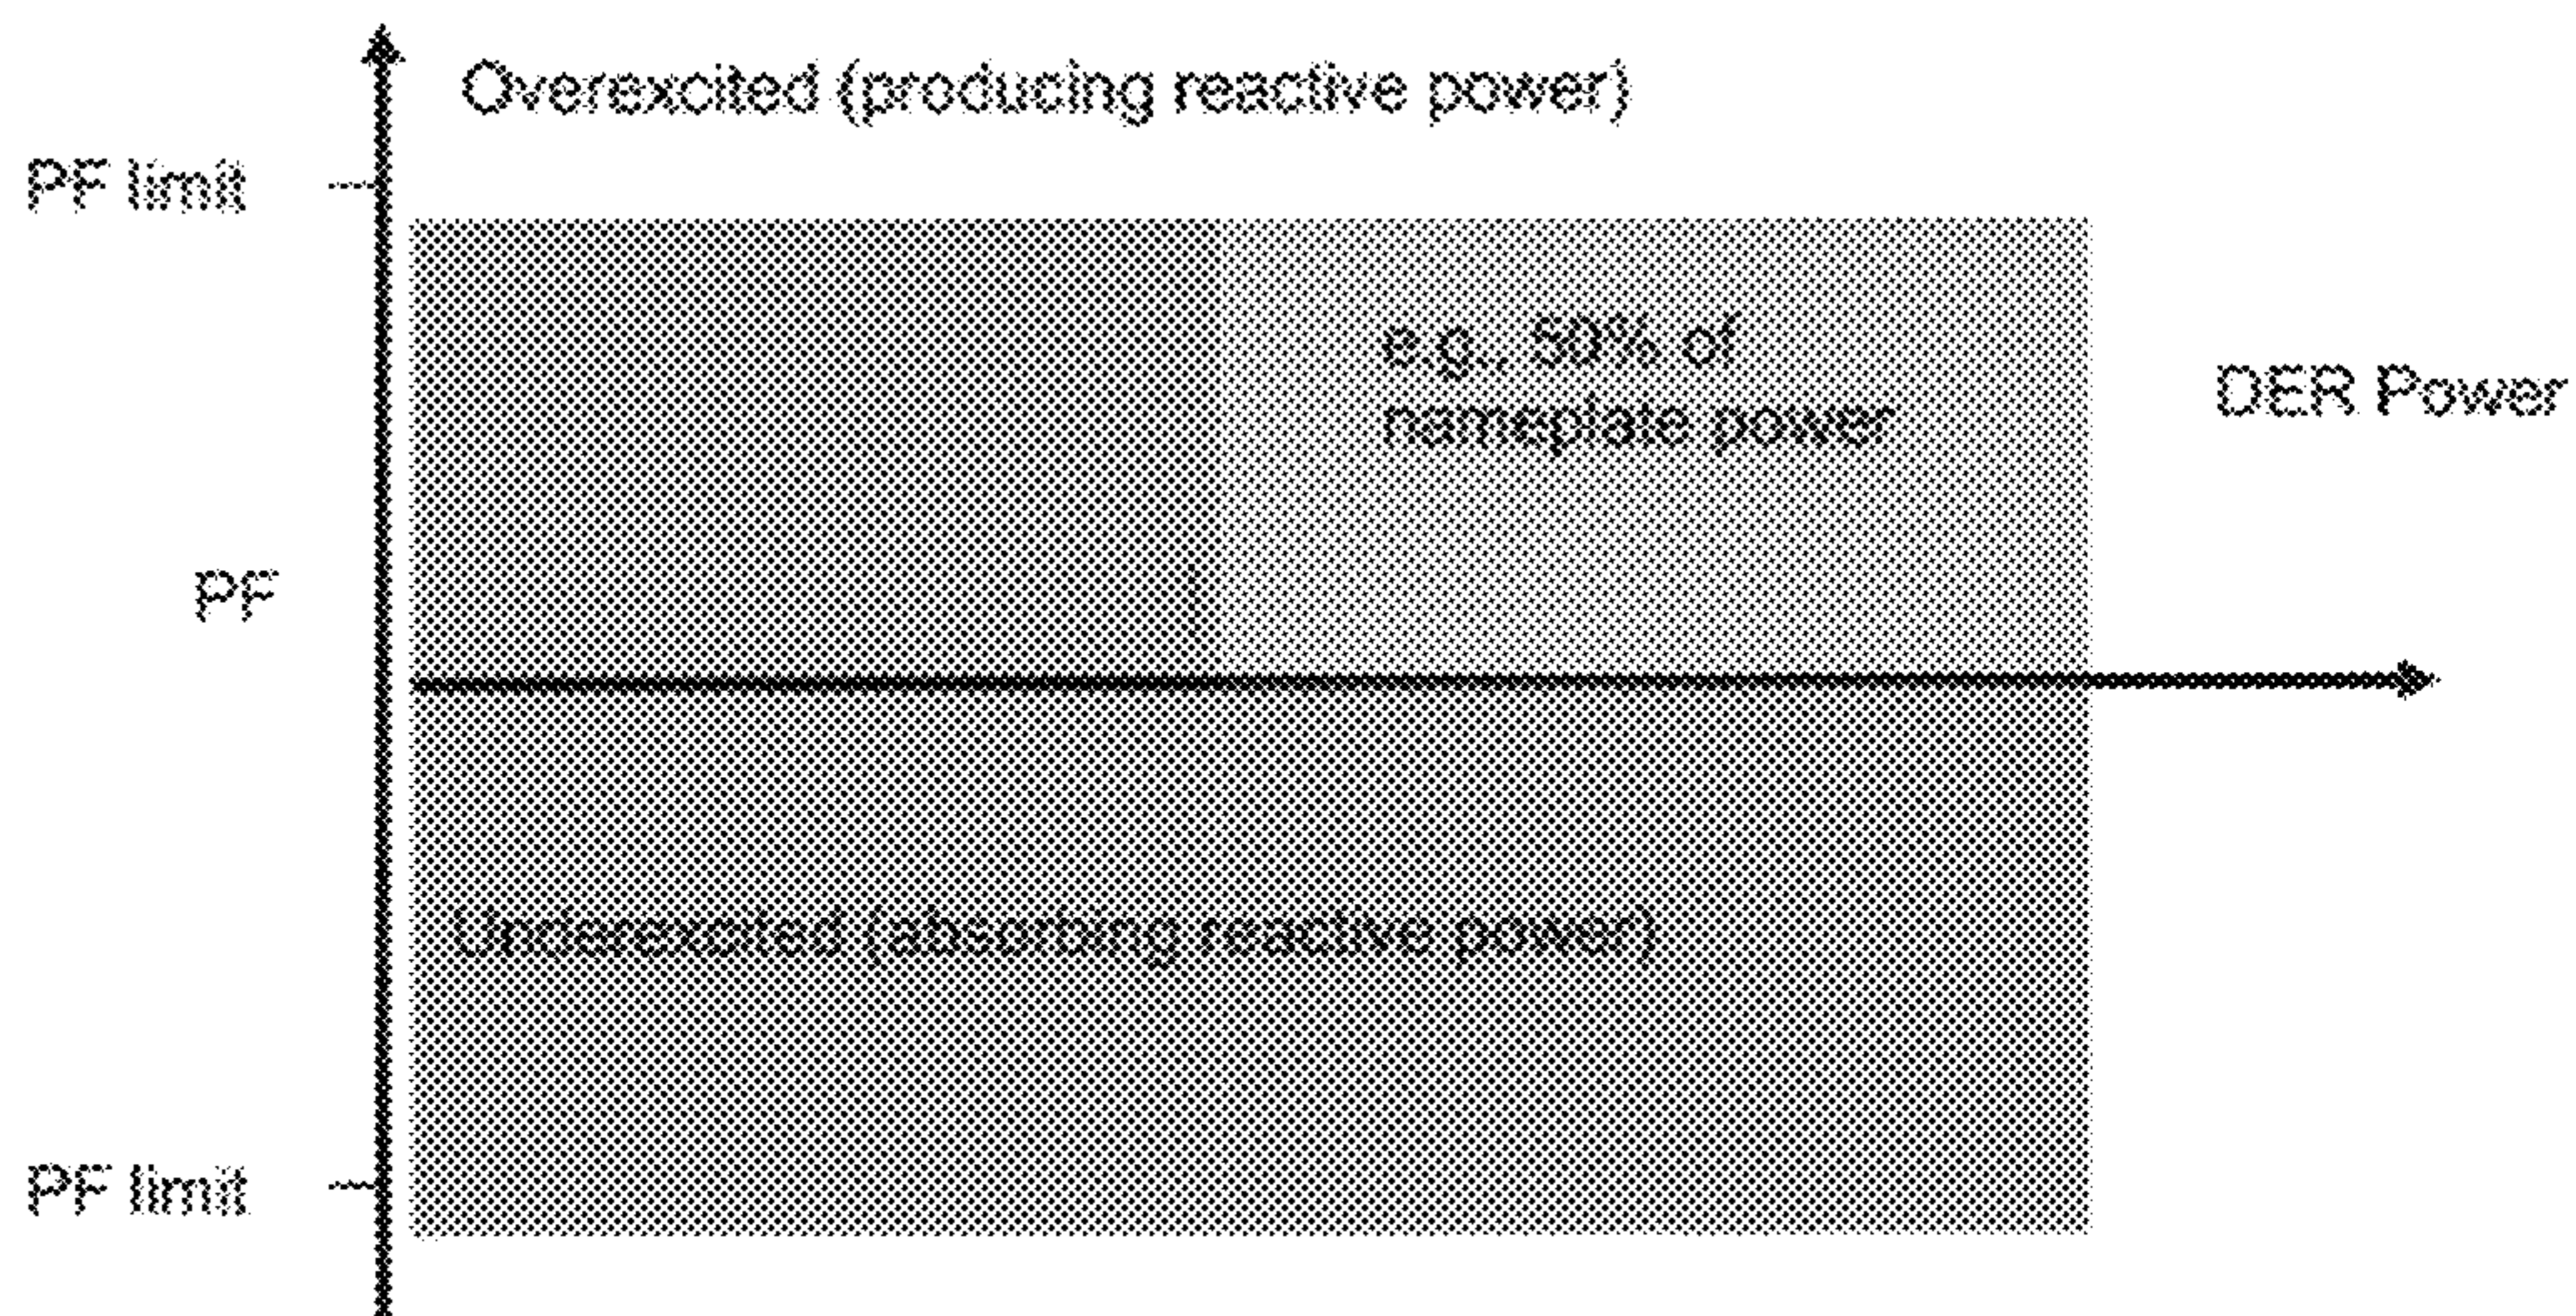 Overexcited (producing reactive power)
PF limit
e.g., 50% of
nameplate power
DER Power
PF
Underexcited (absorbing reactive power)
PF limit